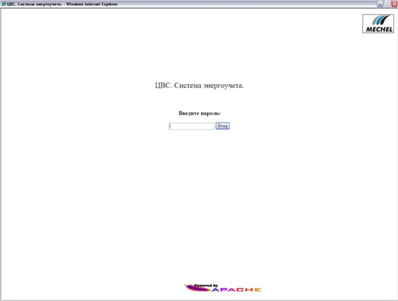 ЦВС. Система энергоучета. - Windows Internet Explorer
MECHEL
ЦВС. Система энергоучета.
Введите пароль:
Вход
Powered by
APACHE